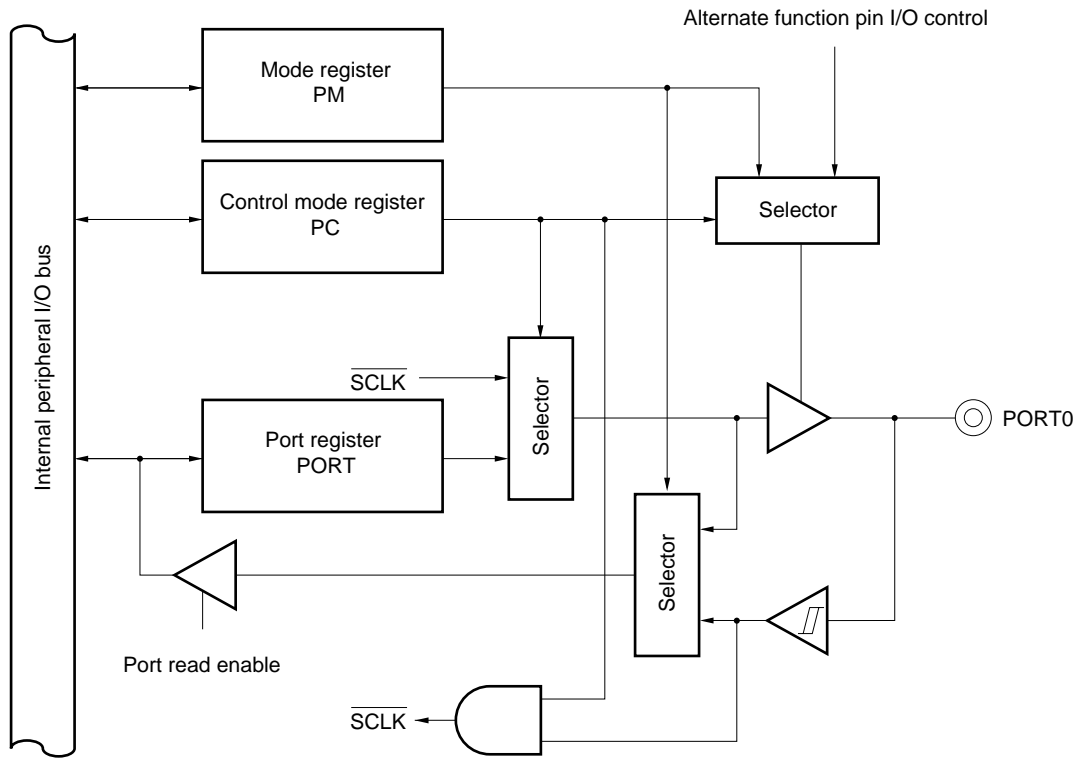 Alternate function pin I/O control
Mode register
PM
Control mode register
PC
Selector
Internal peripheral I/O bus
SCLK
Selector
Port register
PORT
PORT0
Selector
Port read enable
SCLK